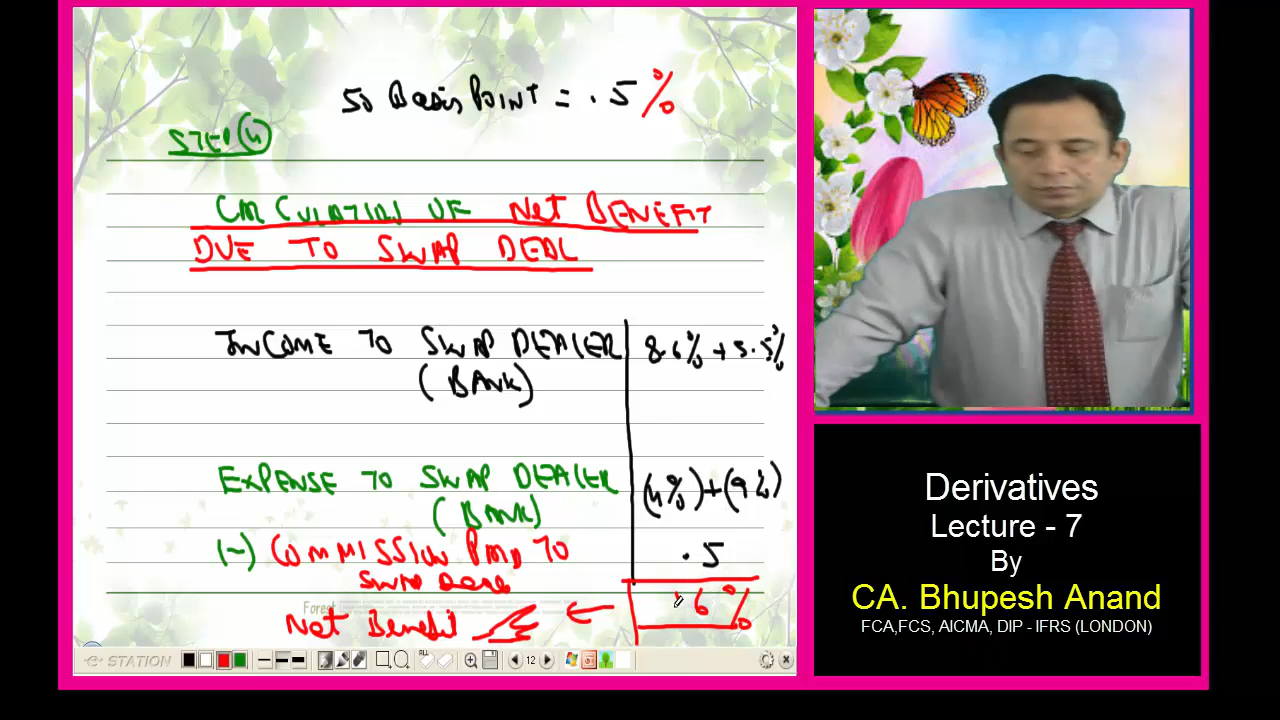 50 Basis POINT = .5 %
STEP (4)
CALCULATION OF Net BENEFIT
DUE TO SWAP DEAL
INCOME TO SWAP DEALER 8.6% + 5.5%
(BANK)
EXPENSE TO SWAP DEALER (4%) + (9%)
(BANK)
(-) COMMISSION PAID TO .5
SWAP
.6 %
Forest
Net Benefit
e-STATION
ALL
12
Derivatives
Lecture - 7
By
CA. Bhupesh Anand
FCA,FCS, AICMA, DIP - IFRS (LONDON)